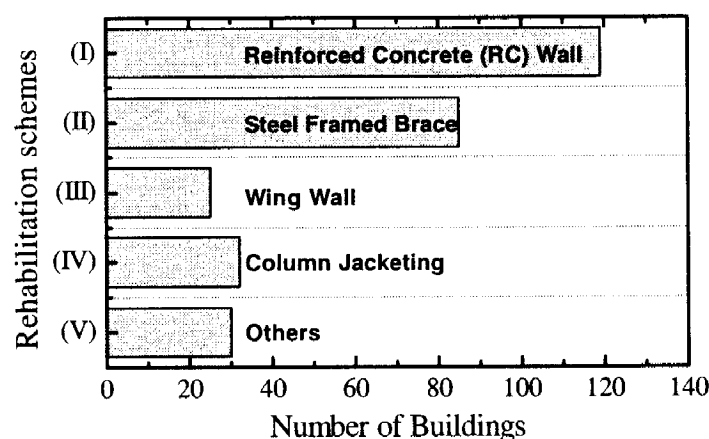 Rehabilitation schemes
(I)
Reinforced Concrete (RC) Wall
(II)
Steel Framed Brace
(III)
Wing Wall
(IV)
Column Jacketing
(V)
Others
0 20 40 60 80 100 120 140
Number of Buildings